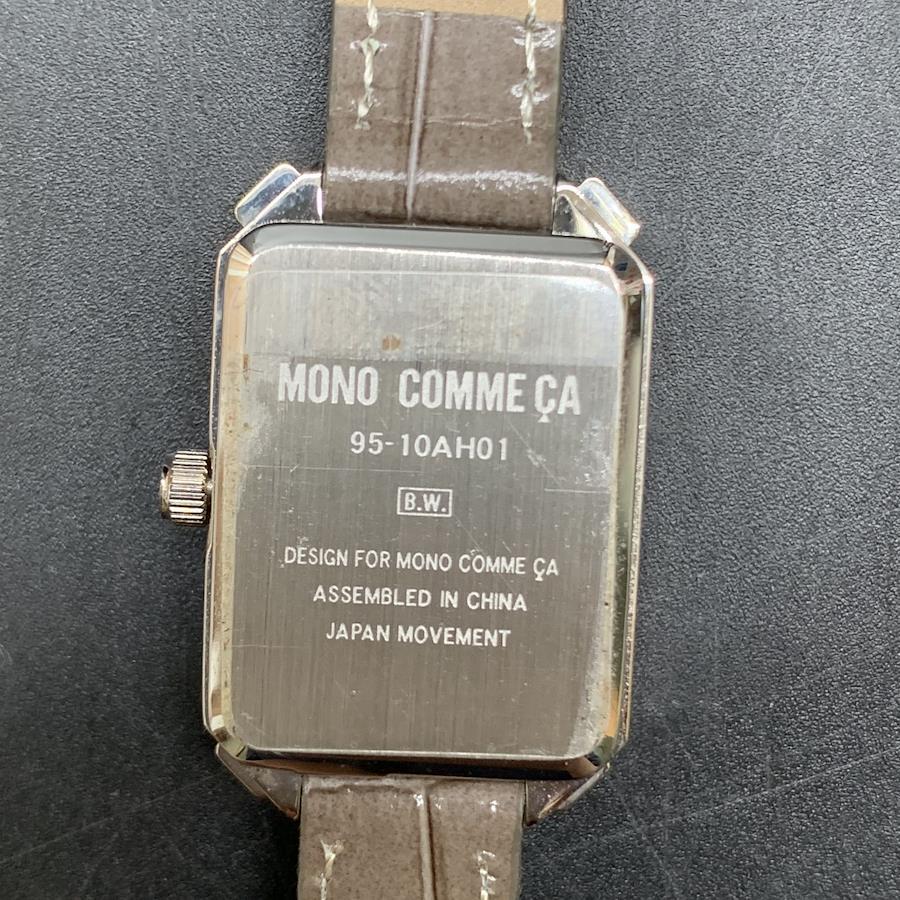 MONO COMME ÇA
95-10AH01
B.W.
DESIGN FOR MONO COMME ÇA
ASSEMBLED IN CHINA
JAPAN MOVEMENT